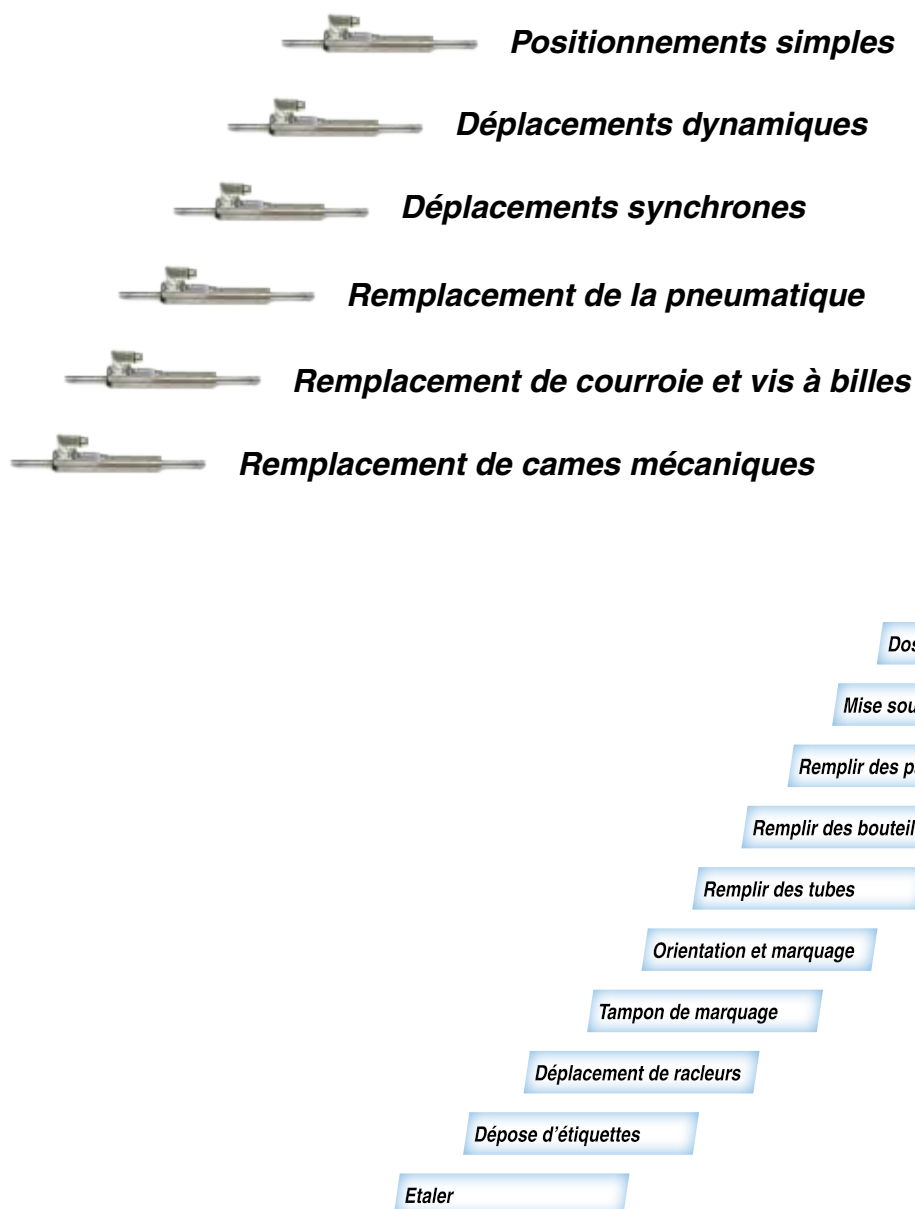 Positionnements simples
Déplacements dynamiques
Déplacements synchrones
Remplacement de la pneumatique
Remplacement de courroie et vis à billes
Remplacement de cames mécaniques
Mise
Remplir des
Remplir des
Remplir des tubes
Orientation et marquage
Tampon de marquage
Déplacement de racleurs
Dépose d’étiquettes
Etaler